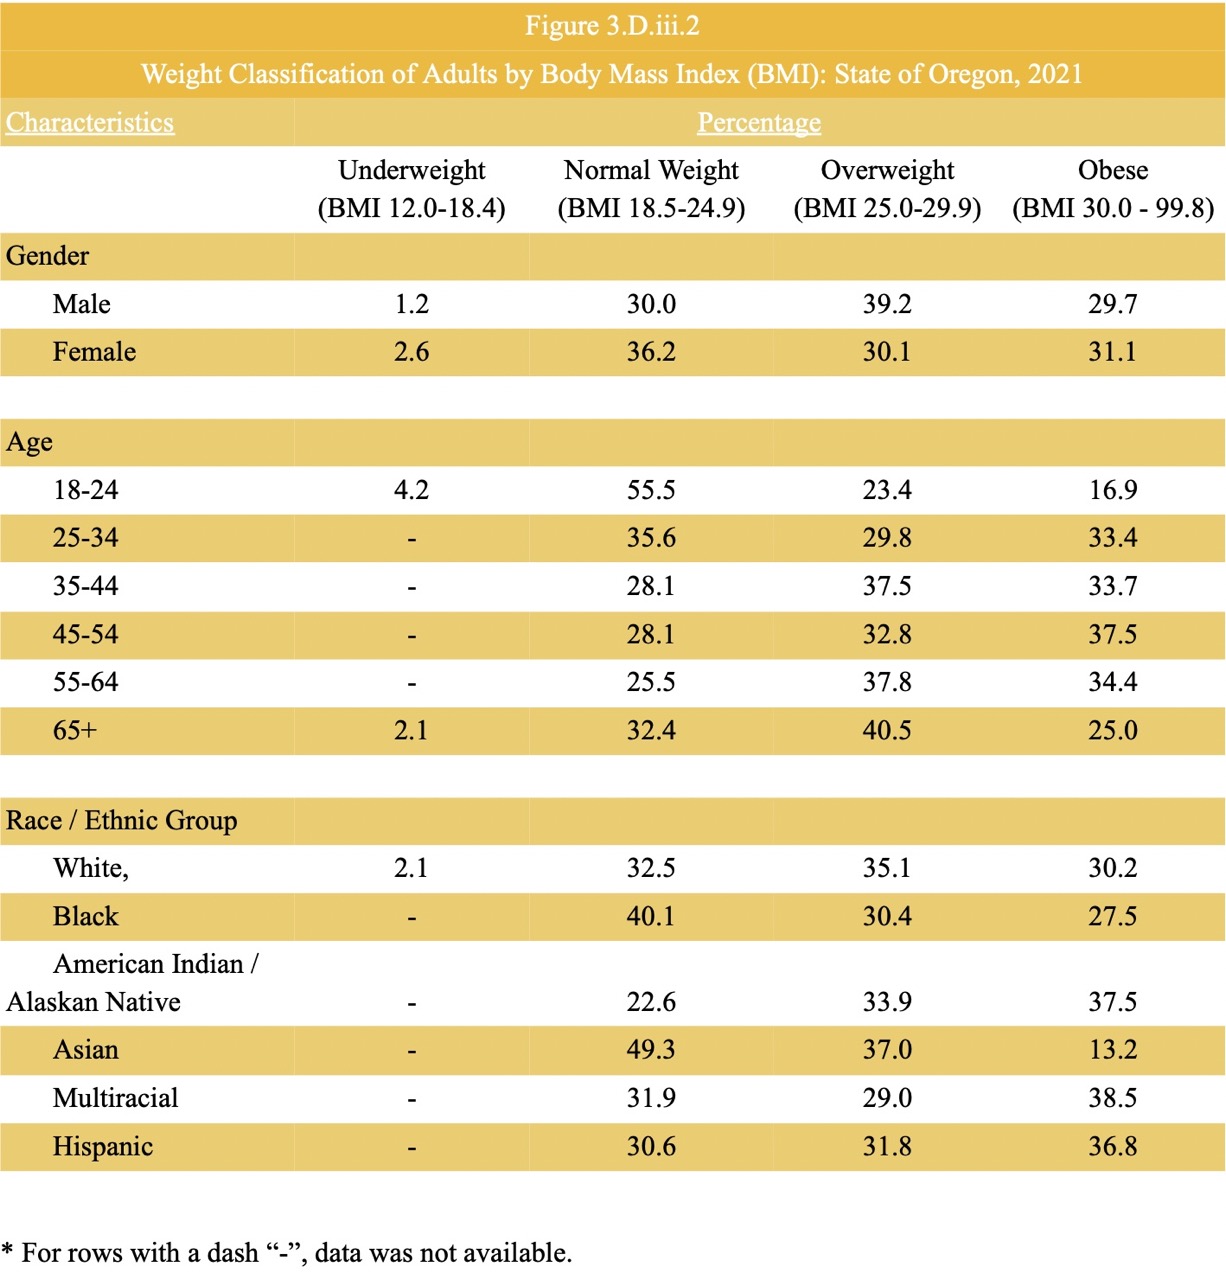 Figure 3.D.iii.2
Weight Classification of Adults by Body Mass Index (BMI): State of Oregon, 2021
Characteristics Percentage
Underweight Normal Weight Overweight Obese
(BMI 12.0-18.4) (BMI 18.5-24.9) (BMI 25.0-29.9) (BMI 30.0 - 99.8)
Gender
Male 1.2 30.0 39.2 29.7
Female 2.6 36.2 30.1 31.1
Age
18-24 4.2 55.5 23.4 16.9
25-34 - 35.6 29.8 33.4
35-44 - 28.1 37.5 33.7
45-54 - 28.1 32.8 37.5
55-64 - 25.5 37.8 34.4
65+ 2.1 32.4 40.5 25.0
Race / Ethnic Group
White, 2.1 32.5 35.1 30.2
Black - 40.1 30.4 27.5
American Indian /
Alaskan Native - 22.6 33.9 37.5
Asian - 49.3 37.0 13.2
Multiracial - 31.9 29.0 38.5
Hispanic - 30.6 31.8 36.8
* For rows with a dash “-”, data was not available.